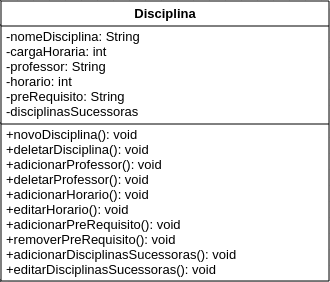 Disciplina
-nomeDisciplina: String
-cargaHoraria: int
-professor: String
-horario: int
-preRequisito: String
-disciplinasSucessoras
+novoDisciplina(): void
+deletarDisciplina(): void
+adicionarProfessor(): void
+deletarProfessor(): void
+adicionarHorario(): void
+editarHorario(): void
+adicionarPreRequisito(): void
+removerPreRequisito(): void
+adicionarDisciplinasSucessoras(): void
+editarDisciplinasSucessoras(): void